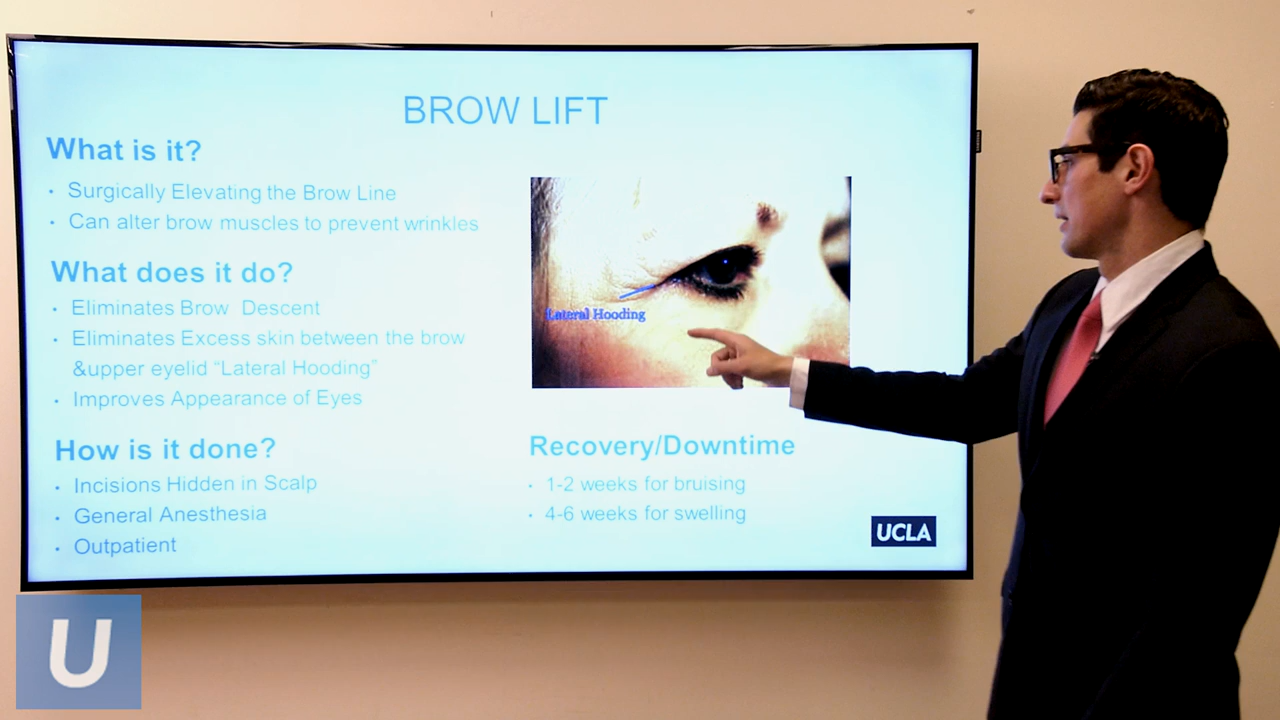 BROW LIFT
What is it?
• Surgically Elevating the Brow Line
• Can alter brow muscles to prevent wrinkles
What does it do?
• Eliminates Brow Descent
• Eliminates Excess skin between the brow
&upper eyelid “Lateral Hooding”
• Improves Appearance of Eyes
Lateral Hooding
How is it done?
• Incisions Hidden in Scalp
• General Anesthesia
• Outpatient
Recovery/Downtime
• 1-2 weeks for bruising
• 4-6 weeks for swelling
UCLA
U